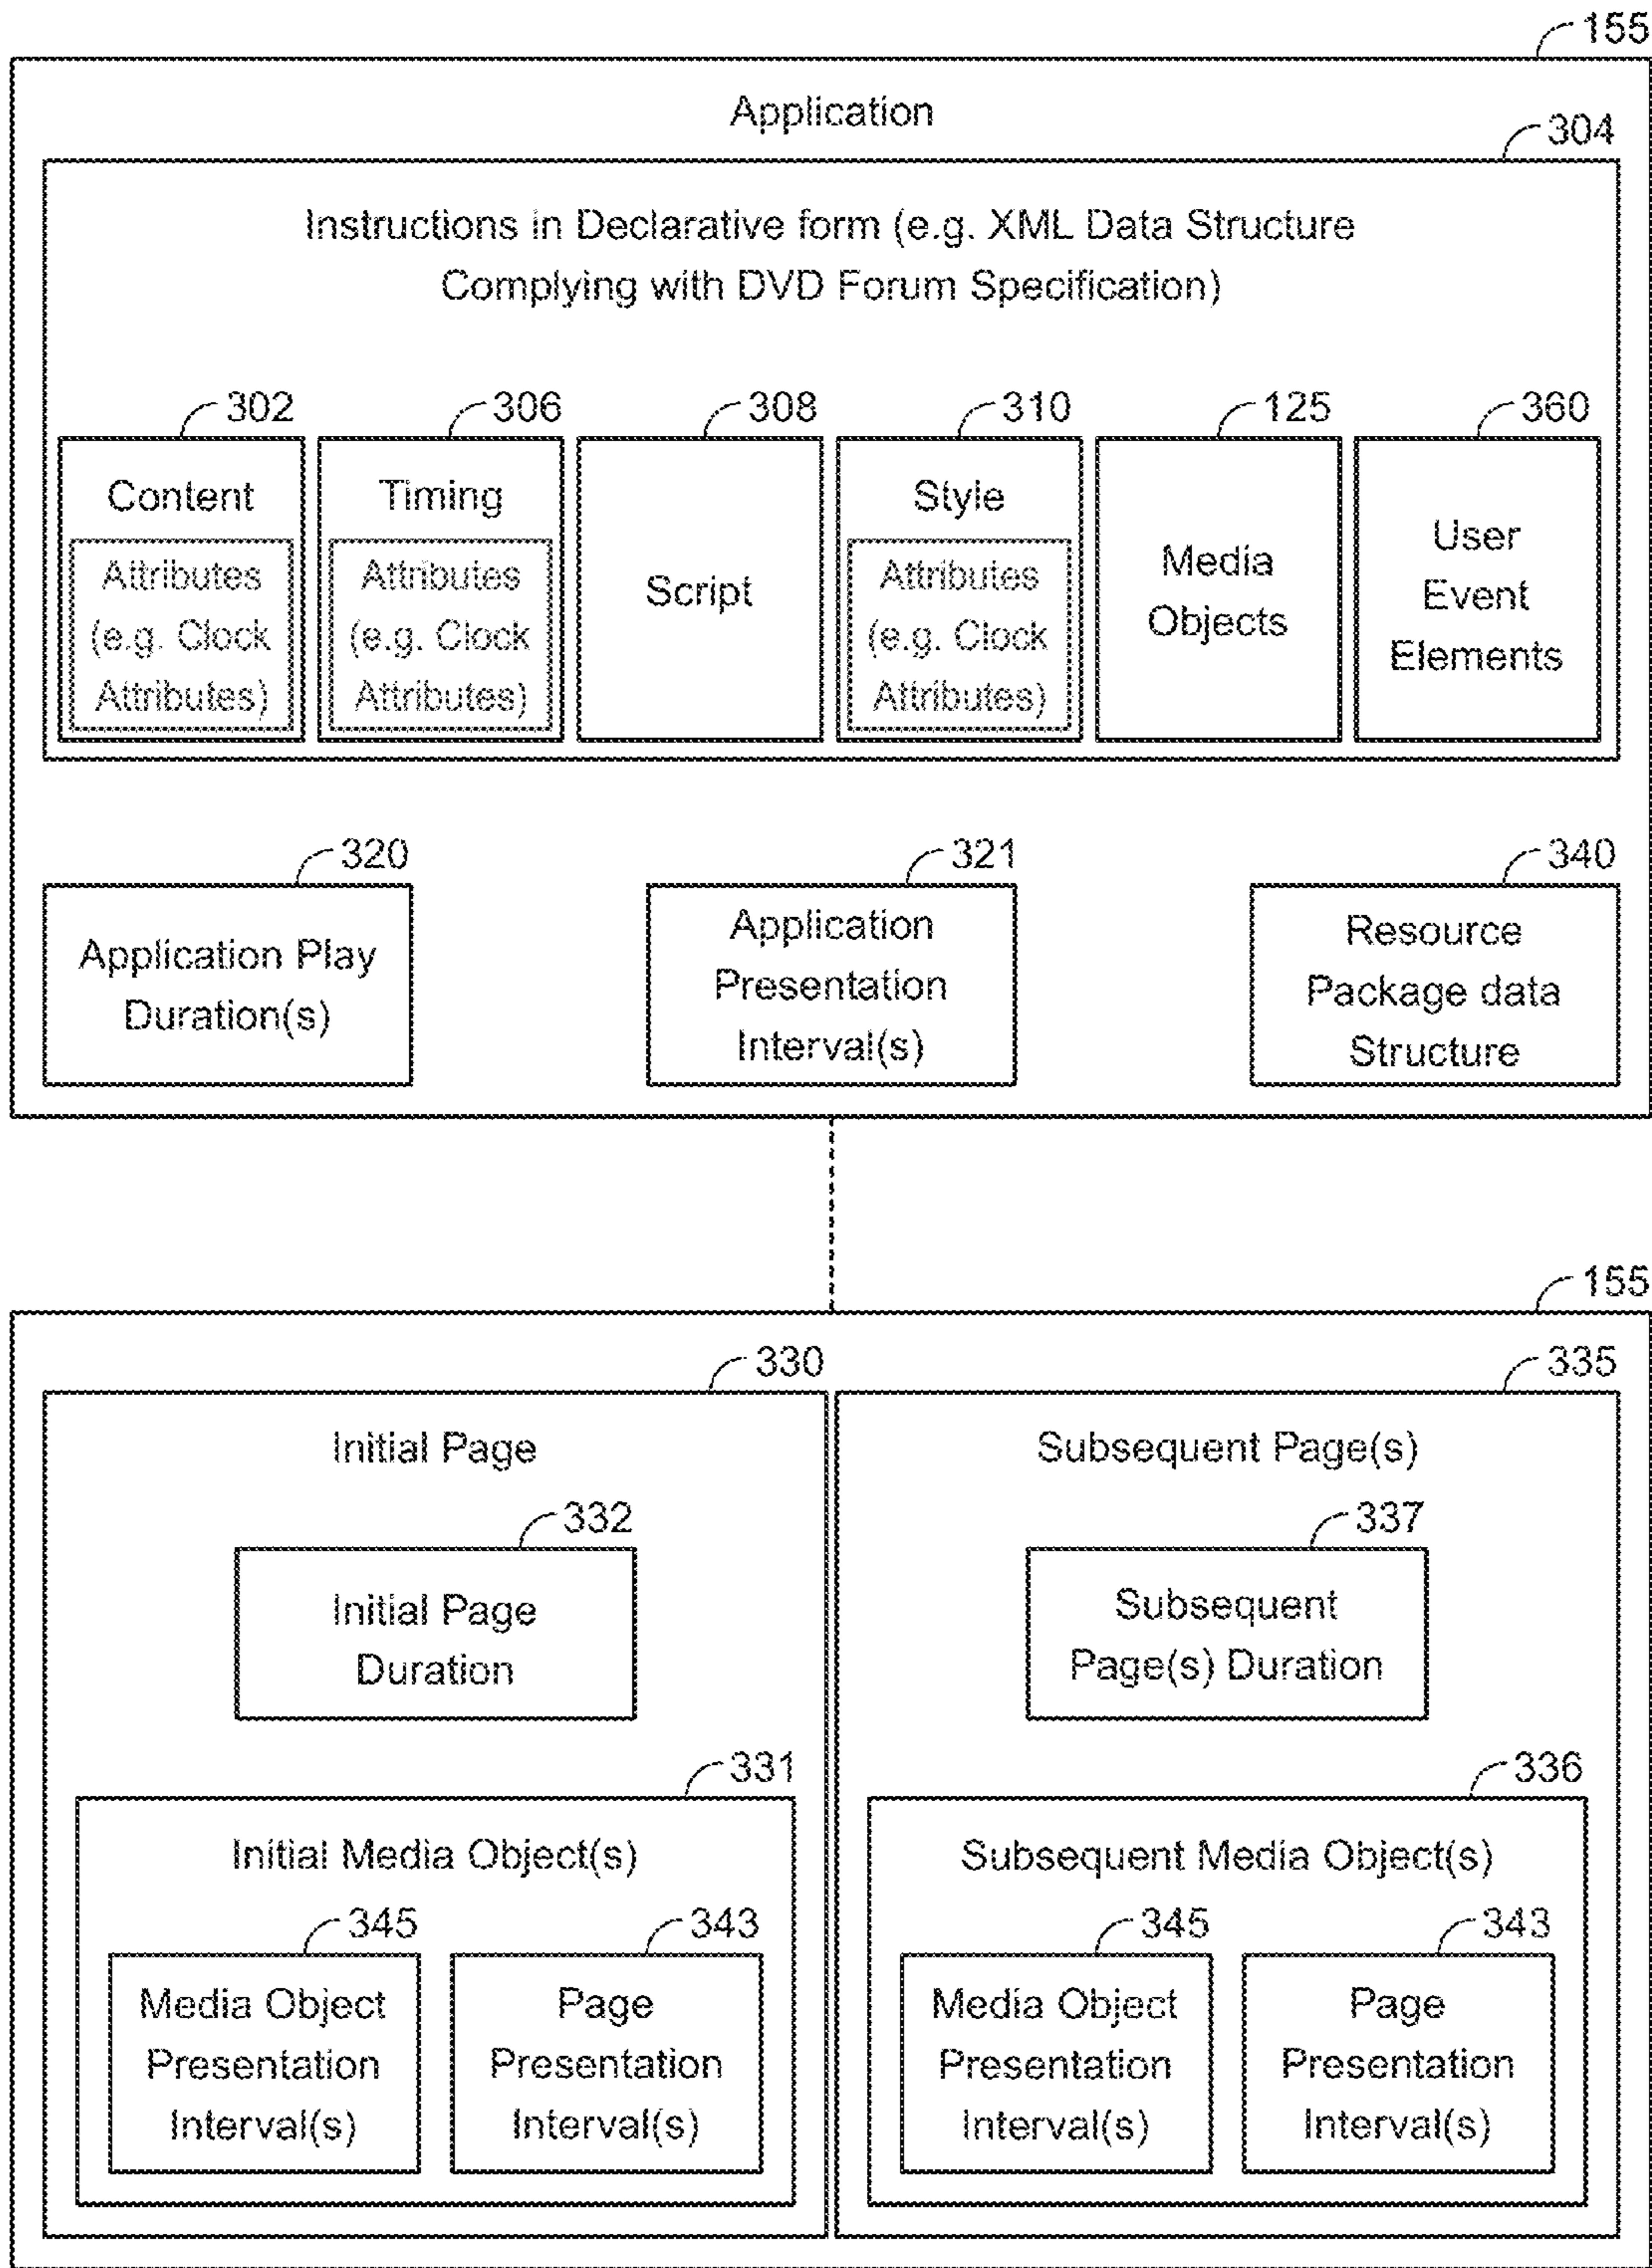 155
Application
304
Instructions in Declarative form (e.g. XML Data Structure
Complying with DVD Forum Specification)
302
306
308
310
125
360
Content
Attributes
(e.g. Clock
Attributes)
Timing
Attributes
(e.g. Clock
Attributes)
Script
Style
Attributes
(e.g. Clock
Attributes)
Media
Objects
User
Event
Elements
320
321
340
Application Play
Duration(s)
Application
Presentation
Interval(s)
Resource
Package data
Structure
155
330
335
Initial Page
332
Initial Page
Duration
331
Initial Media Object(s)
345
343
Media Object
Presentation
Interval(s)
Page
Presentation
Interval(s)
Subsequent Page(s)
337
Subsequent
Page(s) Duration
336
Subsequent Media Object(s)
345
343
Media Object
Presentation
Interval(s)
Page
Presentation
Interval(s)